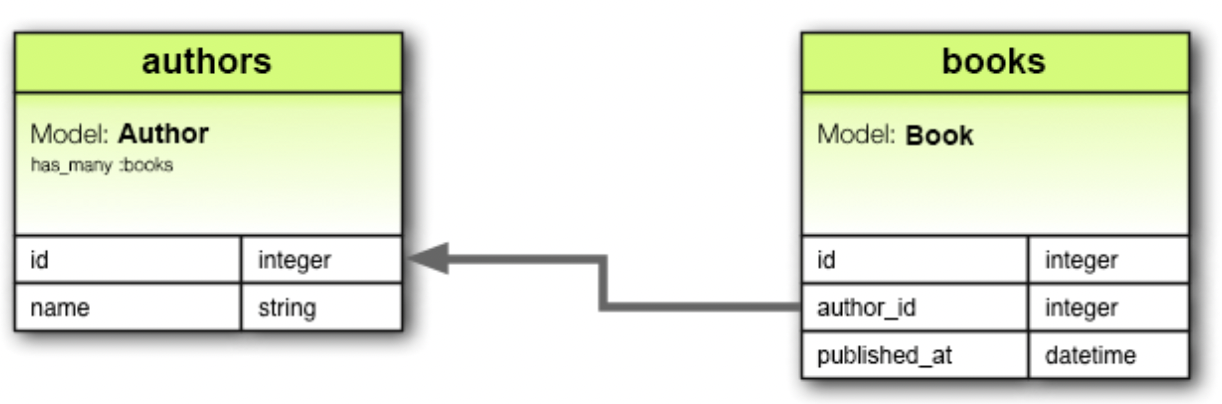 authors
Model: Author
has_many :books
id integer
name string
books
Model: Book
id integer
author_id integer
published_at datetime